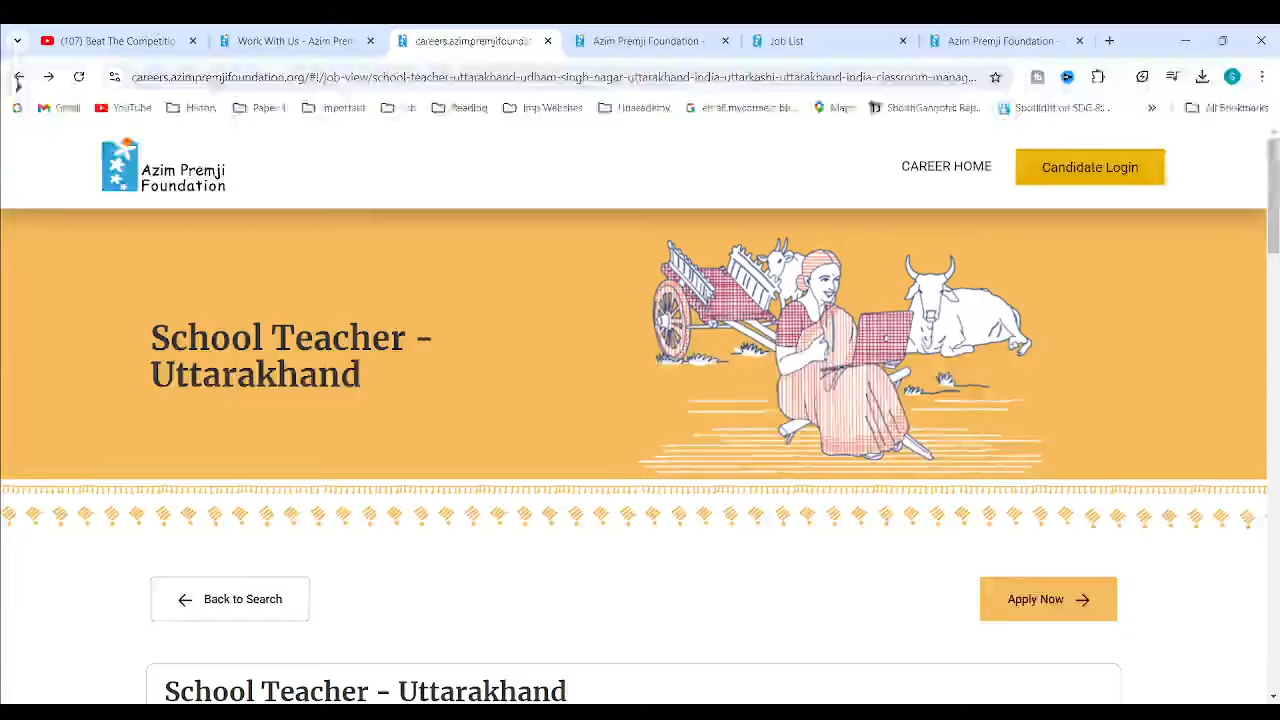 (107) Beat The Competitio
Work With Us - Azim Prem
careers.azimpremjifoundat
Azim Premji Foundation -
Job List
Azim Premji Foundation -
careers.azimpremjifoundation.org/#!/job-view/school-teacher-uttarakhand-udham-singh-nagar-uttarakhand-india-uttarkashi-uttarakhand-india-classroom-manag...
S
Gmail
YouTube
History
Paper I
Important
Reading
Imp Websites
Unacademy
Maps
All Bookmarks
Azim Premji
Foundation
CAREER HOME
Candidate Login
School Teacher -
Uttarakhand
Back to Search
Apply Now
School Teacher - Uttarakhand